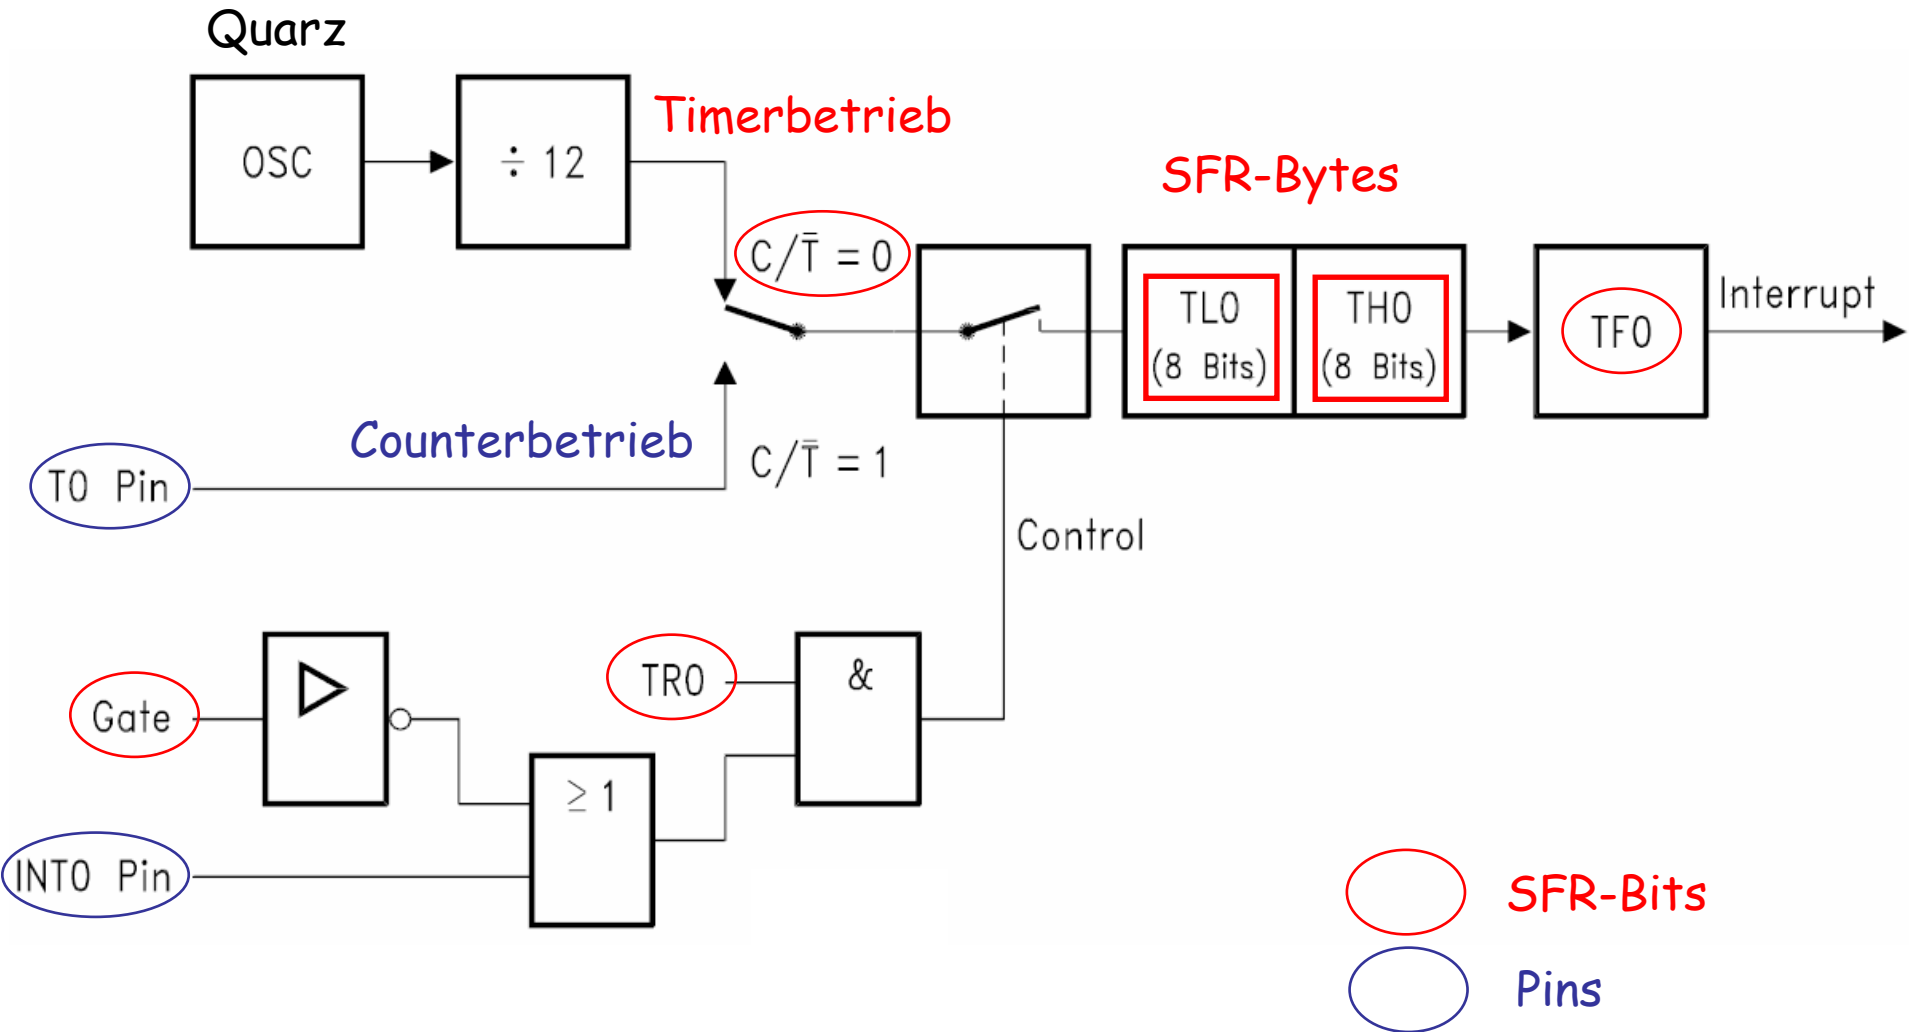 Quarz
OSC
÷ 12
Timerbetrieb
SFR-Bytes
C/T̅ = 0
TL0
(8 Bits)
TH0
(8 Bits)
TF0
Interrupt
Counterbetrieb
C/T̅ = 1
T0 Pin
Control
Gate
TR0
&
≥ 1
INT0 Pin
SFR-Bits
Pins